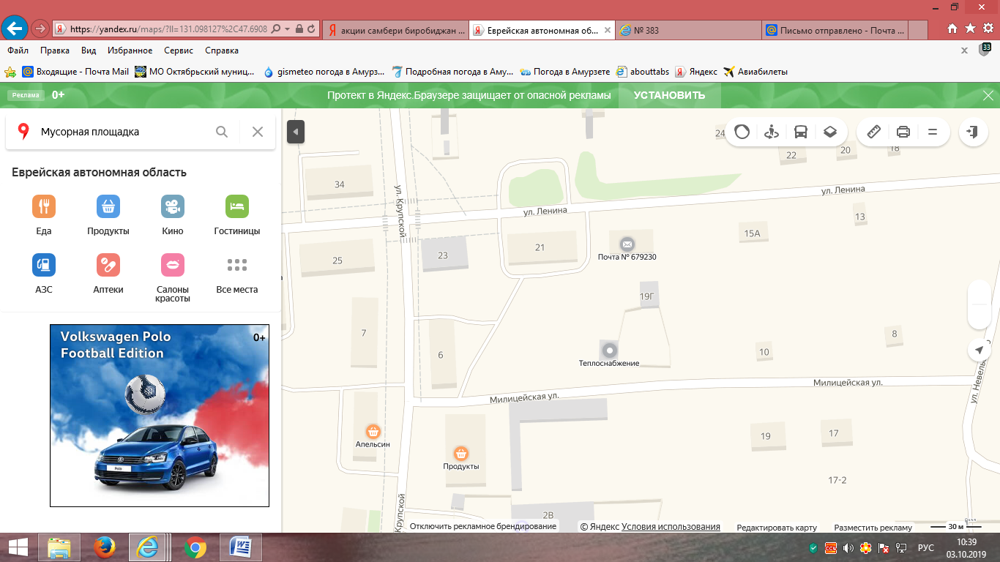 https://yandex.ru/maps/?ll=131.098127%2C47.6908
акции самбери биробиджан ...
Еврейская автономная об...
№ 383
Письмо отправлено - Почта ...
Файл Правка Вид Избранное Сервис Справка
33
Входящие - Почта Mail
МО Октябрьский муниц...
gismeteo погода в Амурз...
Подробная погода в Аму...
Погода в Амурзете
abouttabs
Яндекс
Авиабилеты
Реклама 0+
Протект в Яндекс.Браузере защищает от опасной рекламы
УСТАНОВИТЬ
Мусорная площадка
Еврейская автономная область
Еда Продукты Кино Гостиницы
АЗС Аптеки Салоны красоты Все места
Volkswagen Polo
Football Edition
0+
Polo
24
22
20
18
34
ул. Крупской
ул. Ленина
ул. Ленина
13
15А
25
23
21
Почта № 679230
19Г
7
6
Теплоснабжение
10
8
Милицейская ул.
Милицейская ул.
ул. Невельс
Апельсин
Продукты
19
17
17-2
Крупской
2В
Отключить рекламное брендирование
© Яндекс Условия использования
Редактировать карту
Разместить рекламу
30 м
РУС
10:39
03.10.2019